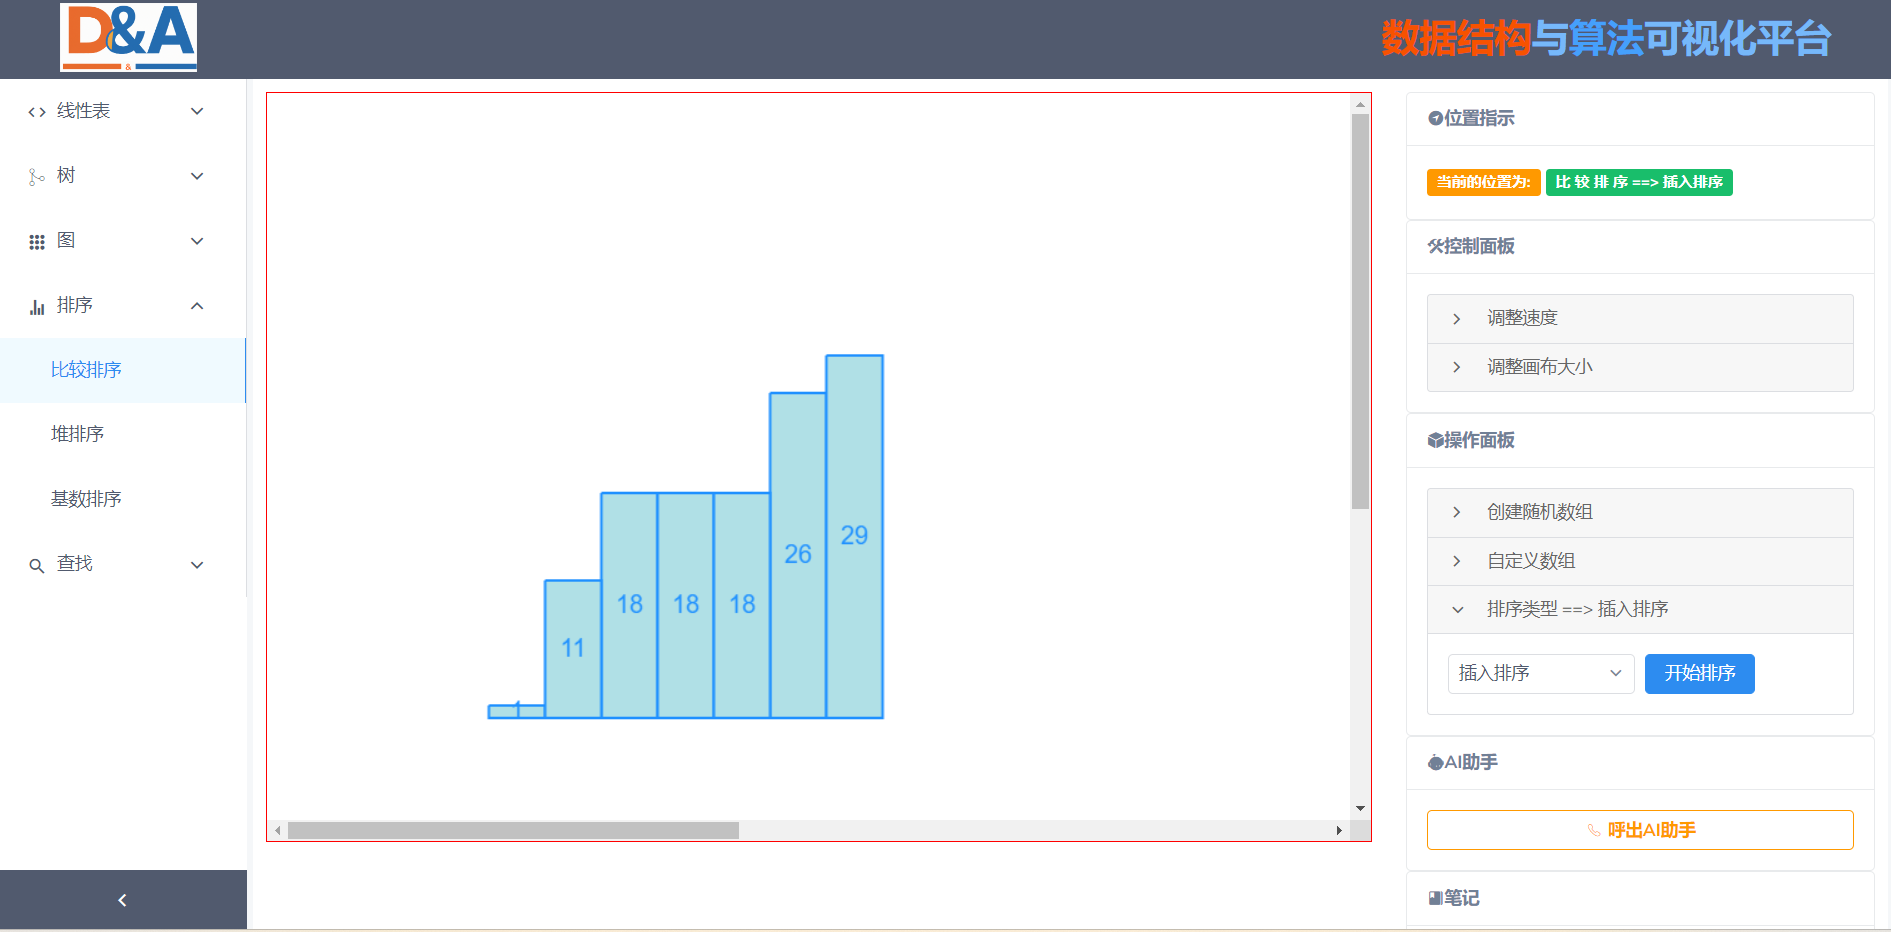 D&A
&
数据结构与算法可视化平台
线性表
树
图
排序
比较排序
堆排序
基数排序
查找
1
11
18
18
18
26
29
位置指示
当前的位置为:
比 较 排 序 ==> 插入排序
控制面板
调整速度
调整画布大小
操作面板
创建随机数组
自定义数组
排序类型 ==> 插入排序
插入排序
开始排序
AI助手
呼出AI助手
笔记